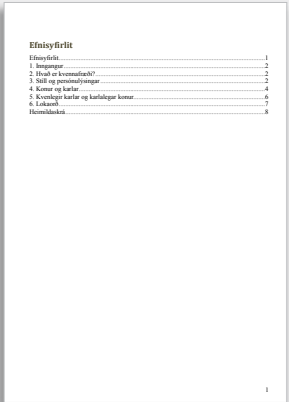 Efnisyfirlit
Efnisyfirlit.....1
1. Inngangur.....2
2. Hvað er kvennafræði?.....2
3. Stíll og persónulýsingar.....2
4. Konur og karlar.....4
5. Kvenlegir karlar og karlalegar konur.....6
6. Lokaorð.....7
Heimildaskrá.....8
1